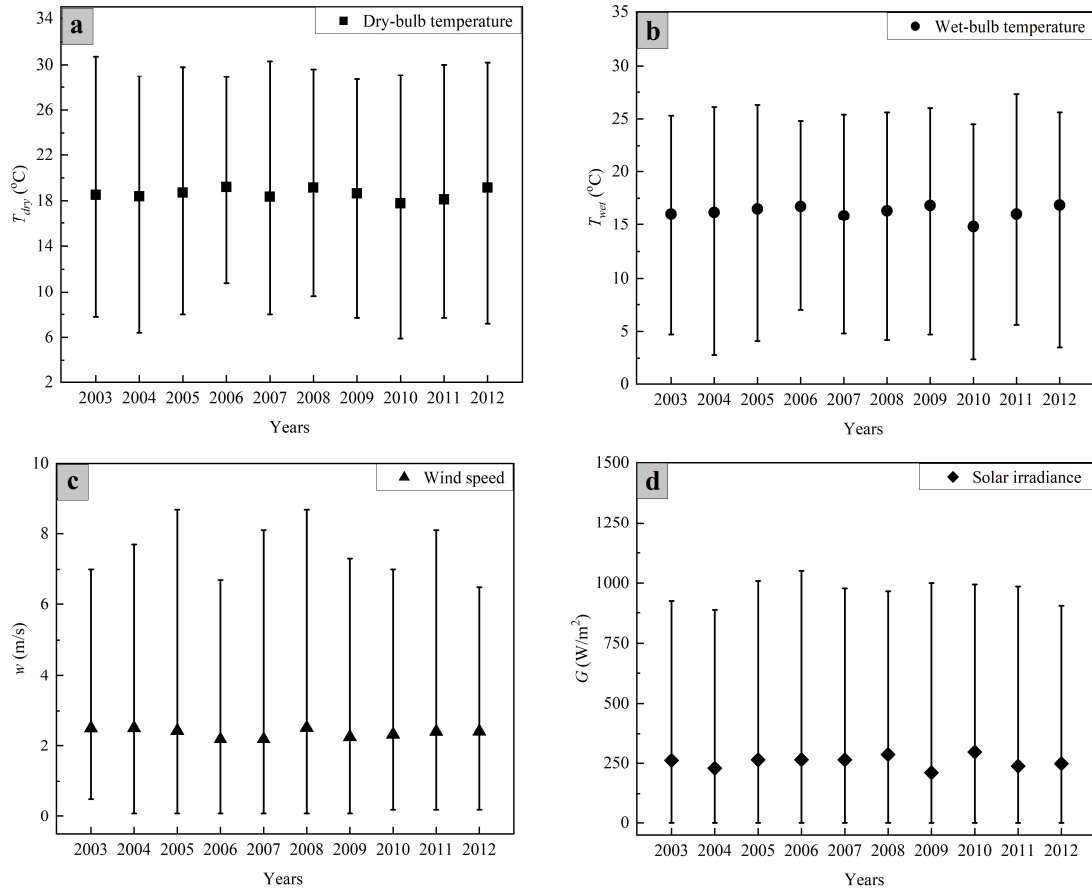 a
Dry-bulb temperature
34
30
26
22
18
14
10
6
2
T_dry (°C)
2003 2004 2005 2006 2007 2008 2009 2010 2011 2012
Years
b
Wet-bulb temperature
35
30
25
20
15
10
5
0
T_wet (°C)
2003 2004 2005 2006 2007 2008 2009 2010 2011 2012
Years
c
Wind speed
10
8
6
4
2
0
w (m/s)
2003 2004 2005 2006 2007 2008 2009 2010 2011 2012
Years
d
Solar irradiance
1500
1250
1000
750
500
250
0
G (W/m²)
2003 2004 2005 2006 2007 2008 2009 2010 2011 2012
Years